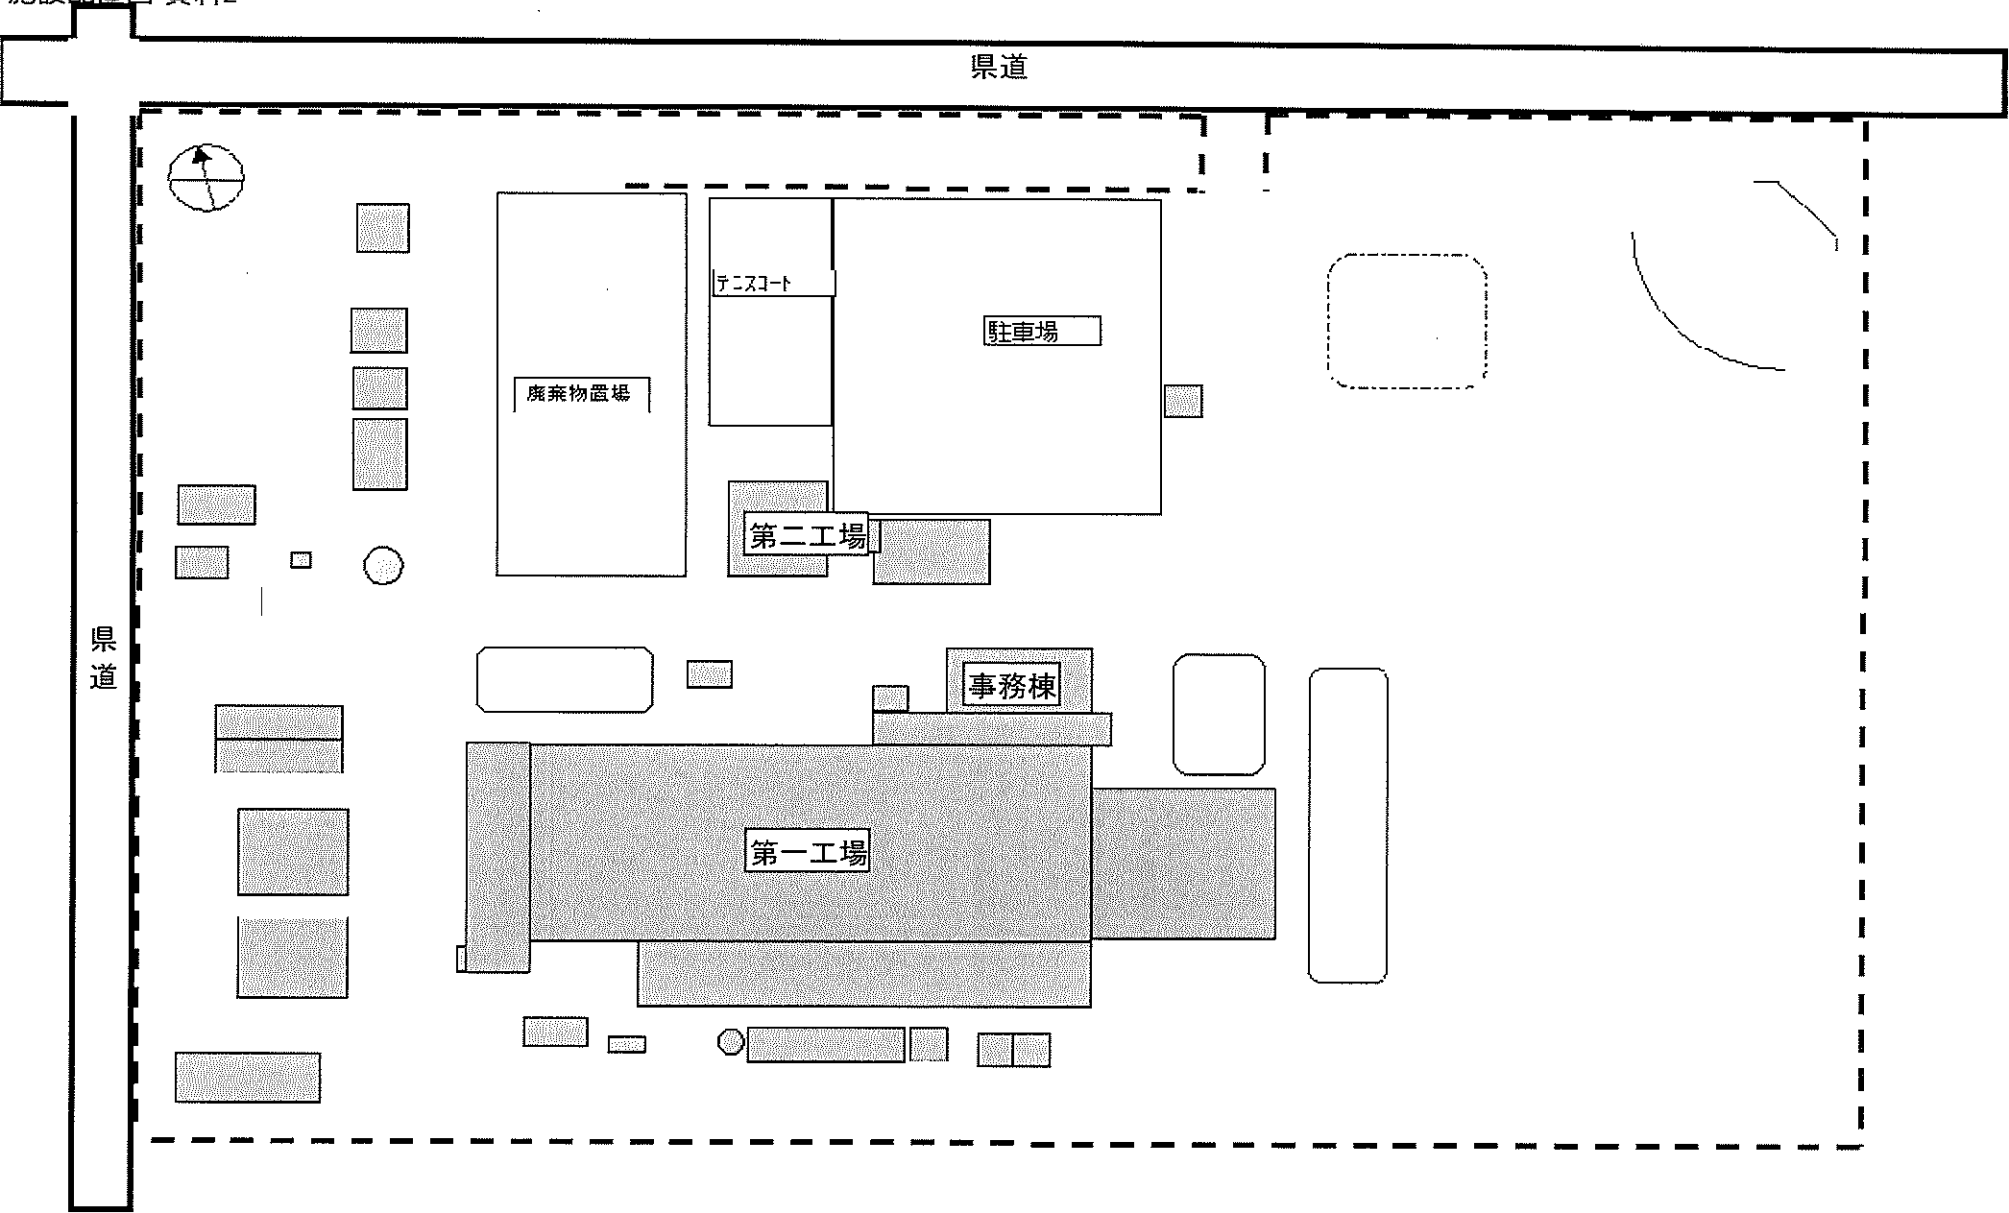 県道
テニスコート
駐車場
廃棄物置場
第二工場
県
道
事務棟
第一工場